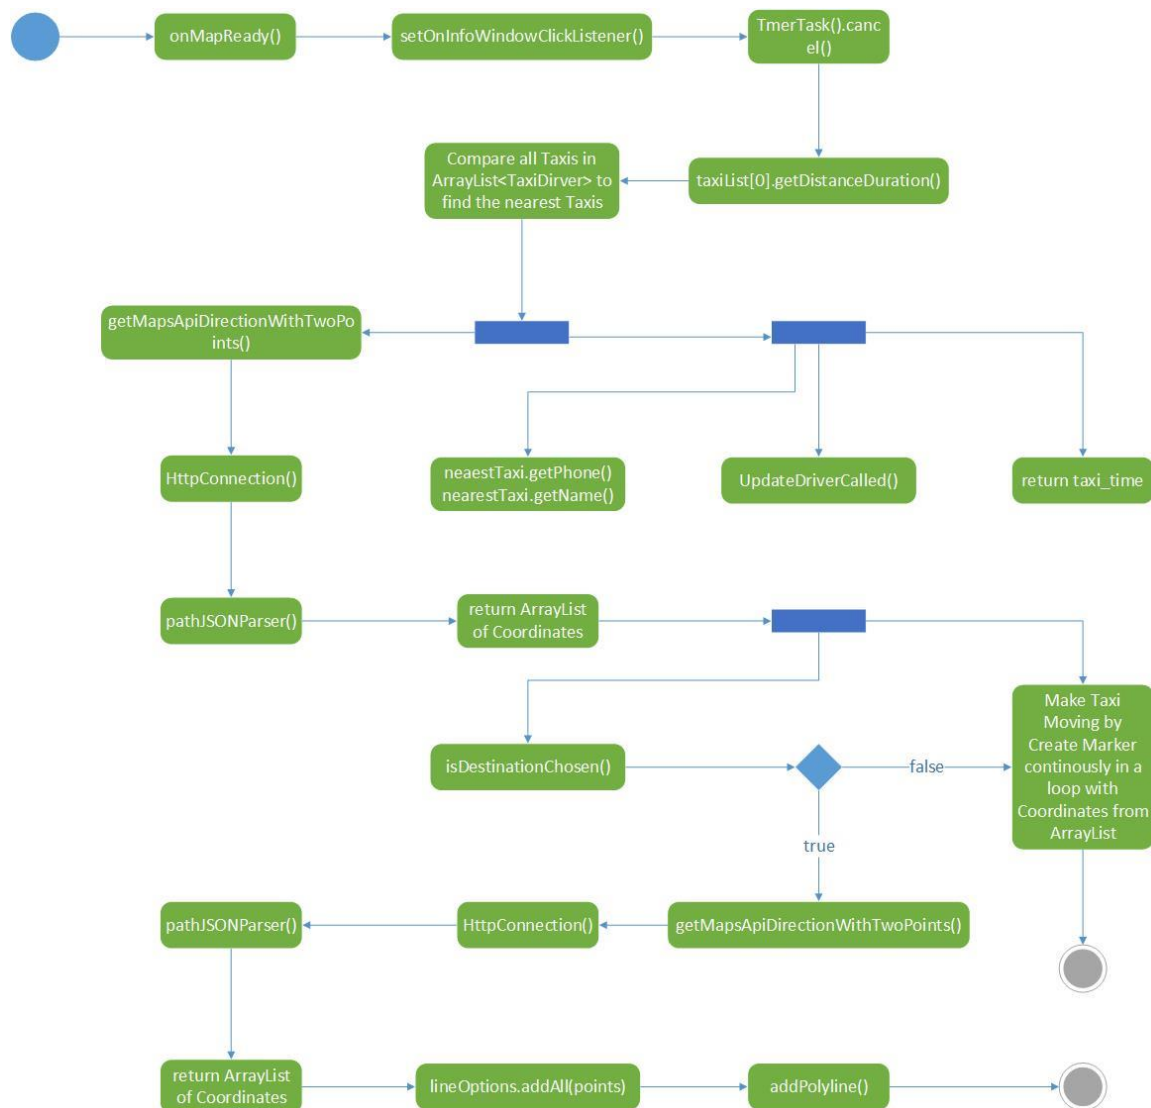 onMapReady()
setOnInfoWindowClickListener()
TmerTask().canc
el()
Compare all Taxis in
ArrayList<TaxiDirver> to
find the nearest Taxis
taxiList[0].getDistanceDuration()
getMapsApiDirectionWithTwoPo
ints()
HttpConnection()
neaestTaxi.getPhone()
nearestTaxi.getName()
UpdateDriverCalled()
return taxi_time
pathJSONParser()
return ArrayList
of Coordinates
isDestinationChosen()
false
Make Taxi
Moving by
Create Marker
continously in a
loop with
Coordinates from
ArrayList
true
pathJSONParser()
HttpConnection()
getMapsApiDirectionWithTwoPoints()
return ArrayList
of Coordinates
lineOptions.addAll(points)
addPolyline()